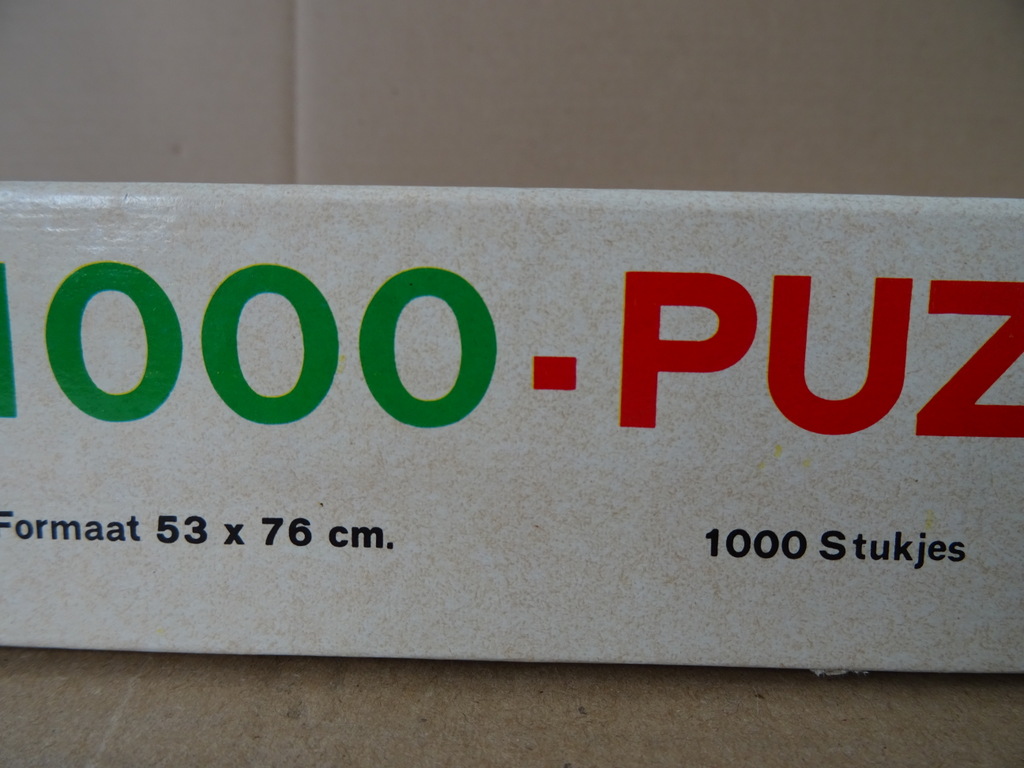 1000-PUZ
Formaat 53 x 76 cm.
1000 Stukjes